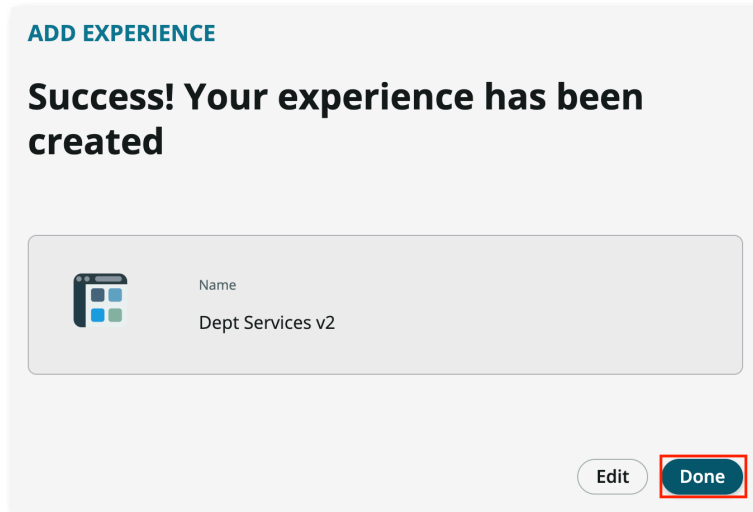 ADD EXPERIENCE
Success! Your experience has been
created
Name
Dept Services v2
Edit
Done